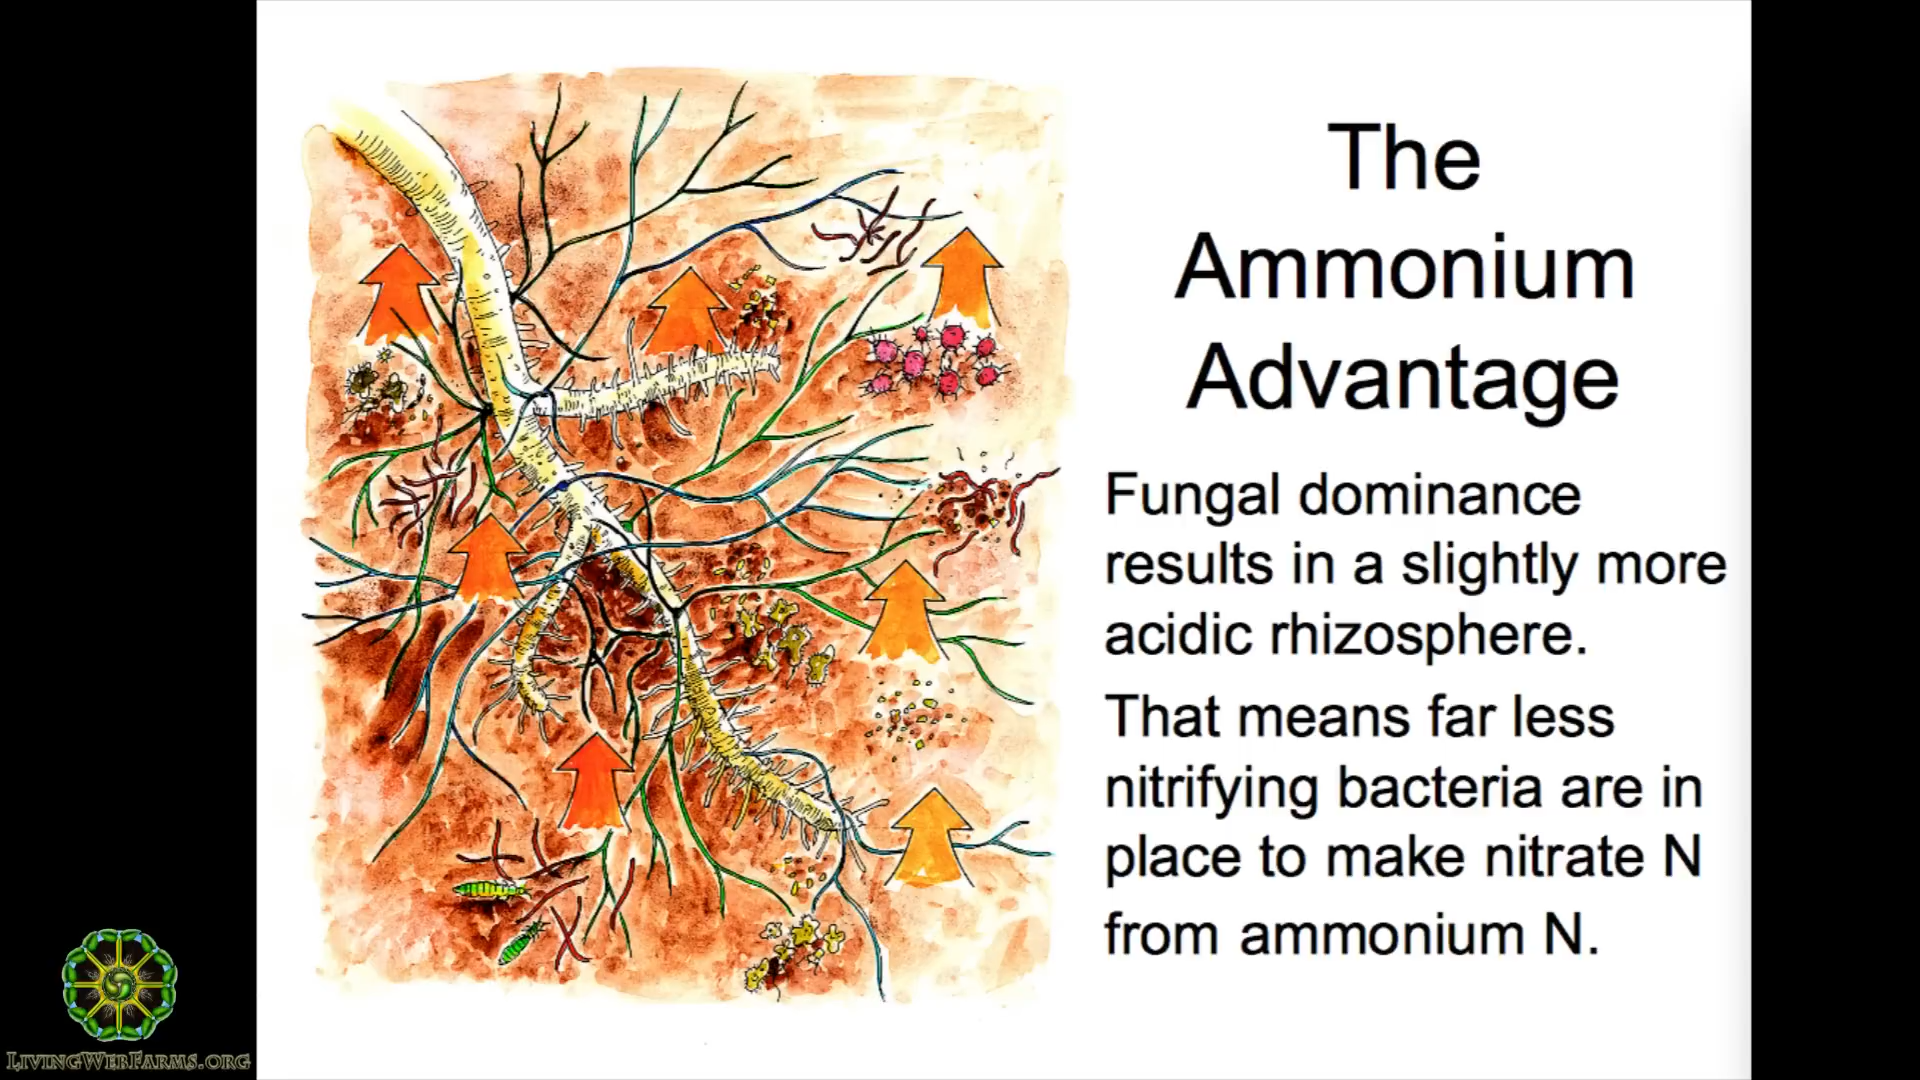 The
Ammonium
Advantage
Fungal dominance
results in a slightly more
acidic rhizosphere.
That means far less
nitrifying bacteria are in
place to make nitrate N
from ammonium N.
LIVINGWEBFARMS.ORG